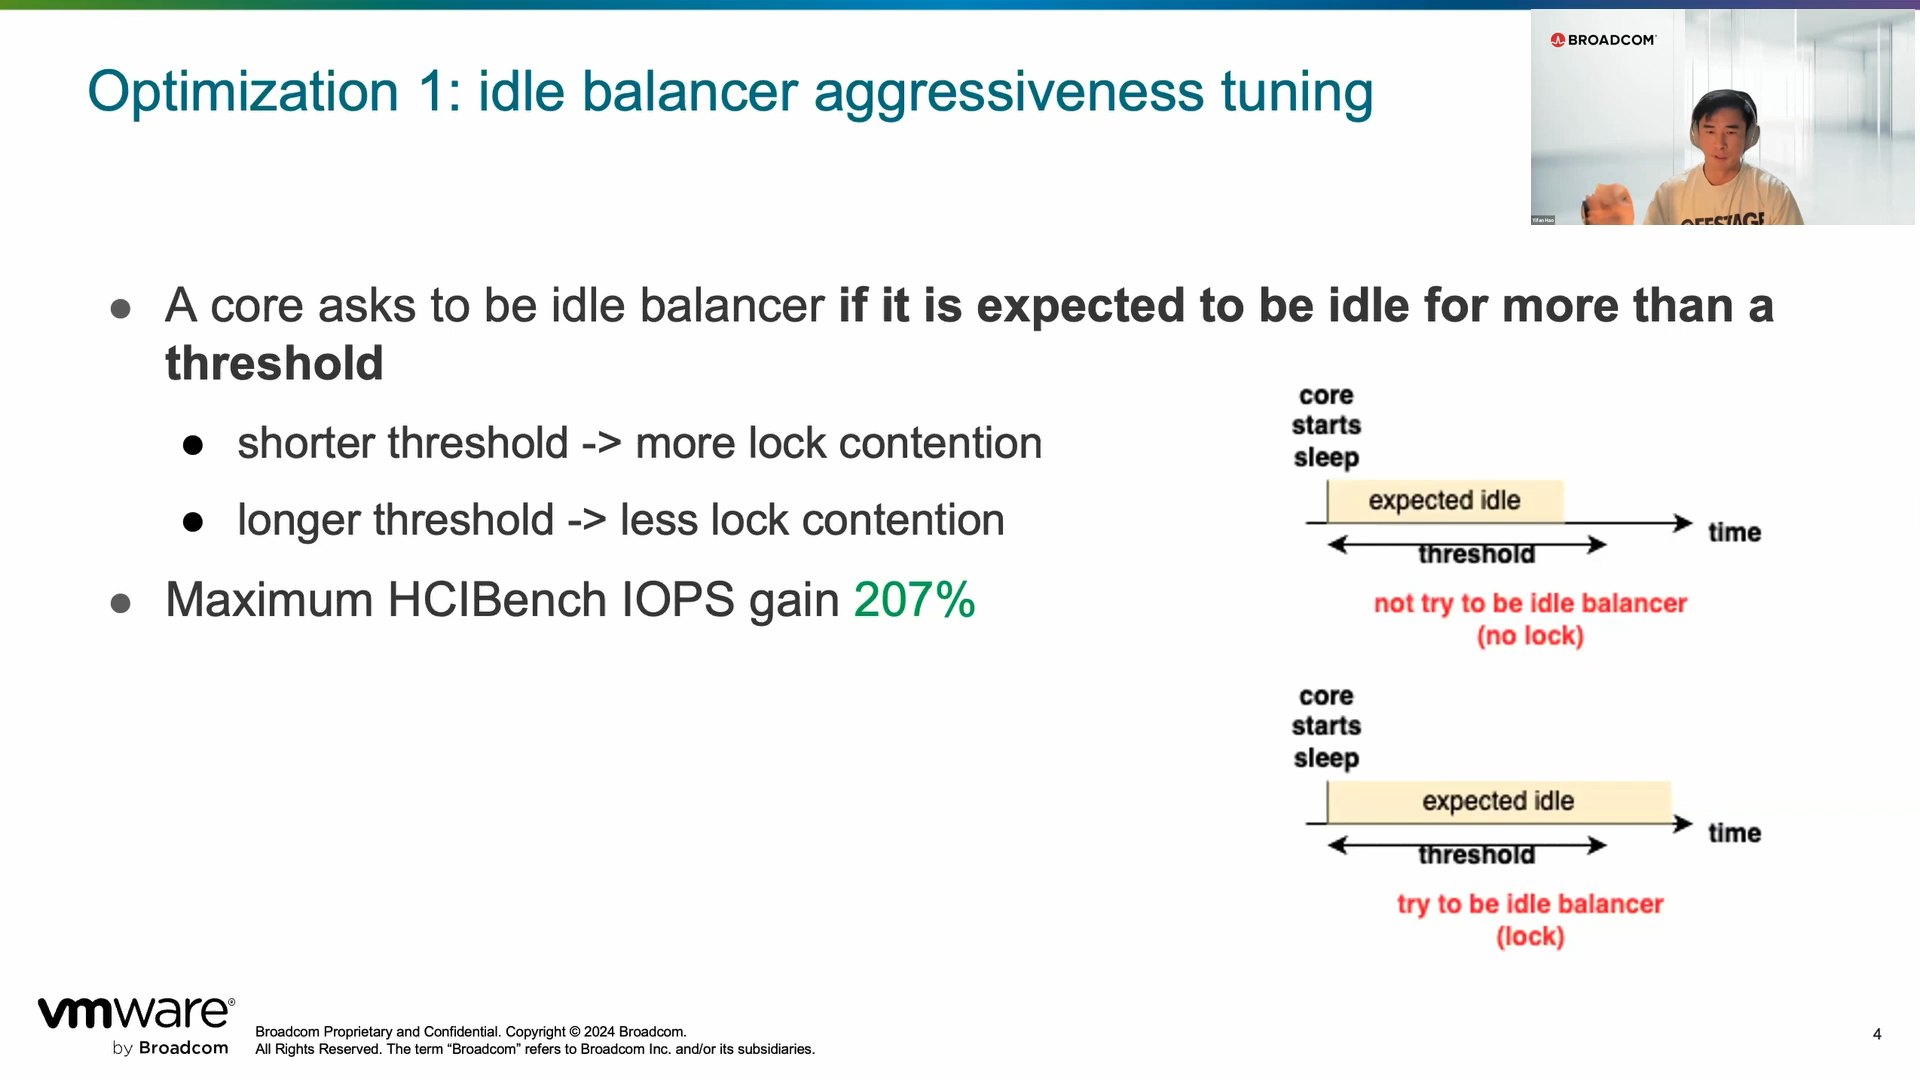 BROADCOM
Optimization 1: idle balancer aggressiveness tuning
OFFSTAGE
Yifan Hao
● A core asks to be idle balancer if it is expected to be idle for more than a
threshold
● shorter threshold -> more lock contention
● longer threshold -> less lock contention
● Maximum HCIBench IOPS gain 207%
core
starts
sleep
expected idle
time
threshold
not try to be idle balancer
(no lock)
core
starts
sleep
expected idle
time
threshold
try to be idle balancer
(lock)
vmware®
by Broadcom
Broadcom Proprietary and Confidential. Copyright © 2024 Broadcom.
All Rights Reserved. The term “Broadcom” refers to Broadcom Inc. and/or its subsidiaries.
4